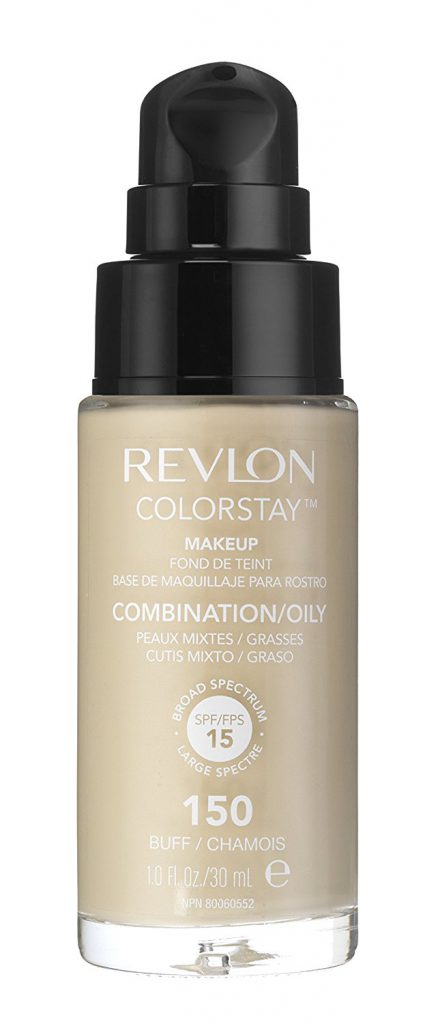 REVLON
COLORSTAY™
MAKEUP
FOND DE TEINT
BASE DE MAQUILLAJE PARA ROSTRO
COMBINATION/OILY
PEAUX MIXTES / GRASSES
CUTIS MIXTO / GRASO
BROAD SPECTRUM
SPF/FPS
15
LARGE SPECTRE
150
BUFF / CHAMOIS
1.0 Fl. Oz./30 mL e
NPN 80060552